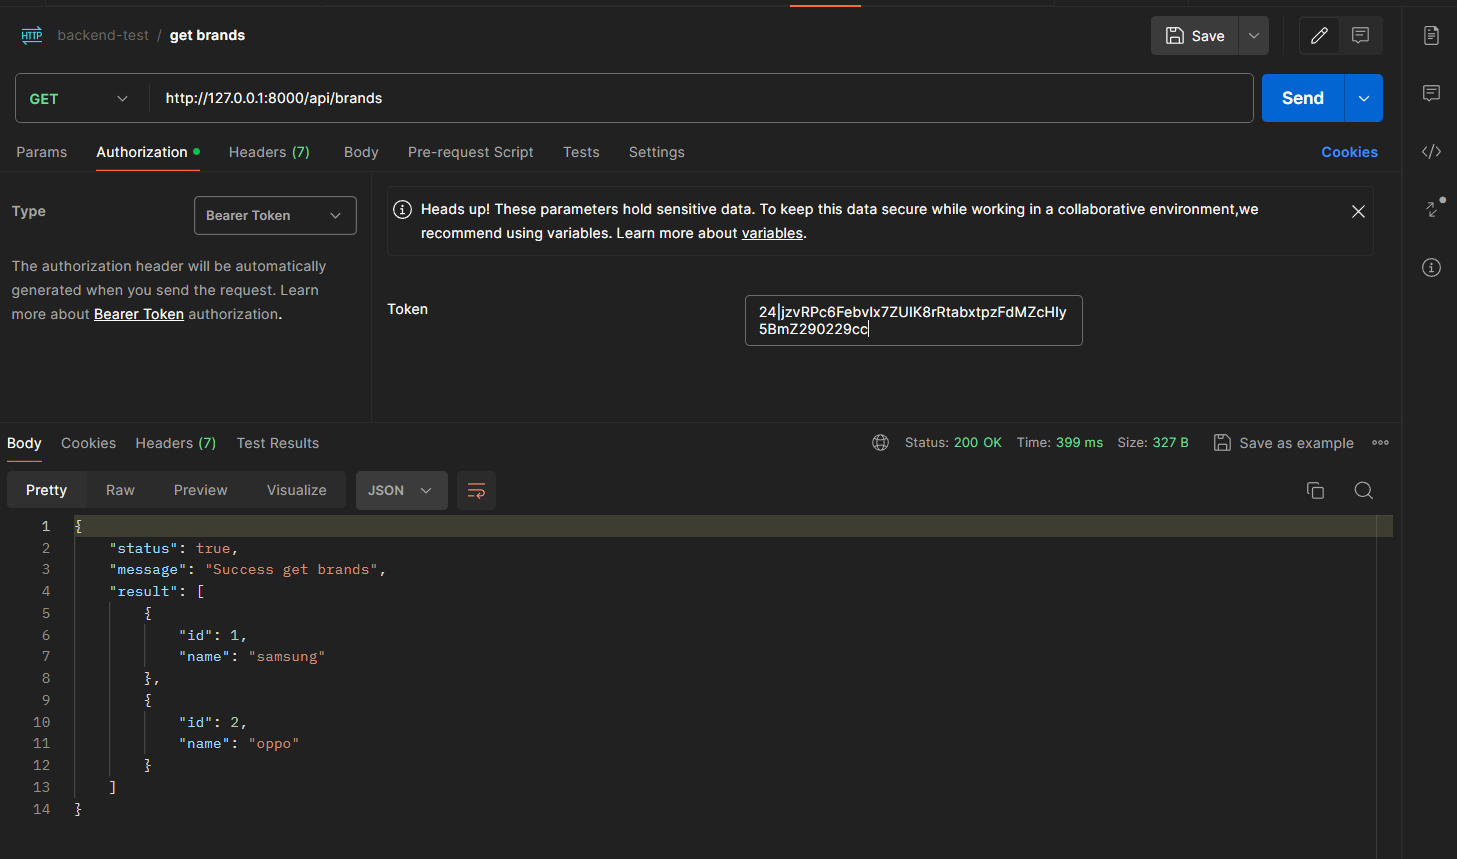 HTTP backend-test / get brands Save
GET http://127.0.0.1:8000/api/brands Send
Params Authorization Headers (7) Body Pre-request Script Tests Settings Cookies
Type Bearer Token
The authorization header will be automatically
generated when you send the request. Learn
more about Bearer Token authorization.
Heads up! These parameters hold sensitive data. To keep this data secure while working in a collaborative environment,we
recommend using variables. Learn more about variables.
Token
24|jzvRPc6FebvIx7ZUIK8rRtabxtpzFdMZcHIy
5BmZ290229cc
Body Cookies Headers (7) Test Results Status: 200 OK Time: 399 ms Size: 327 B Save as example
Pretty Raw Preview Visualize JSON
1 {
2 "status": true,
3 "message": "Success get brands",
4 "result": [
5 {
6 "id": 1,
7 "name": "samsung"
8 },
9 {
10 "id": 2,
11 "name": "oppo"
12 }
13 ]
14 }